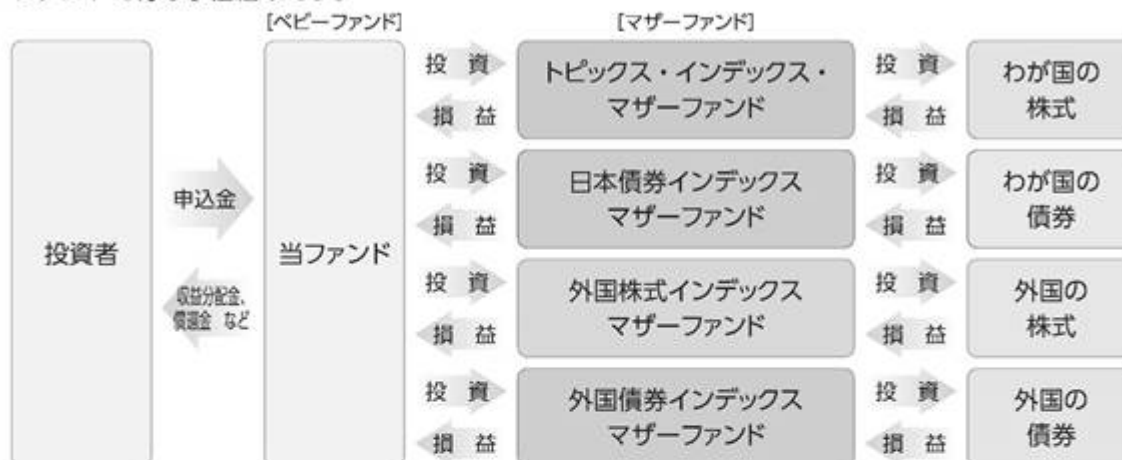 [ベビーファンド]
[マザーファンド]
投資者
申込金
収益分配金、
償還金 など
当ファンド
投 資
損 益
トピックス・インデックス・
マザーファンド
投 資
損 益
わが国の
株式
投 資
損 益
日本債券インデックス
マザーファンド
投 資
損 益
わが国の
債券
投 資
損 益
外国株式インデックス
マザーファンド
投 資
損 益
外国の
株式
投 資
損 益
外国債券インデックス
マザーファンド
投 資
損 益
外国の
債券